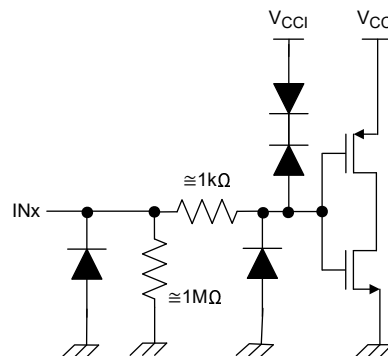 VCCI
VCC
≅1kΩ
INx
≅1MΩ